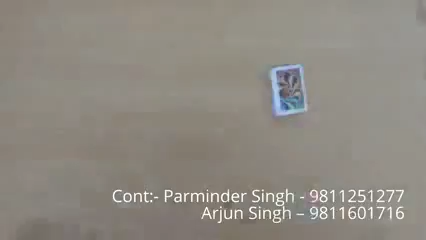 Cont:- Parminder Singh - 9811251277
Arjun Singh – 9811601716